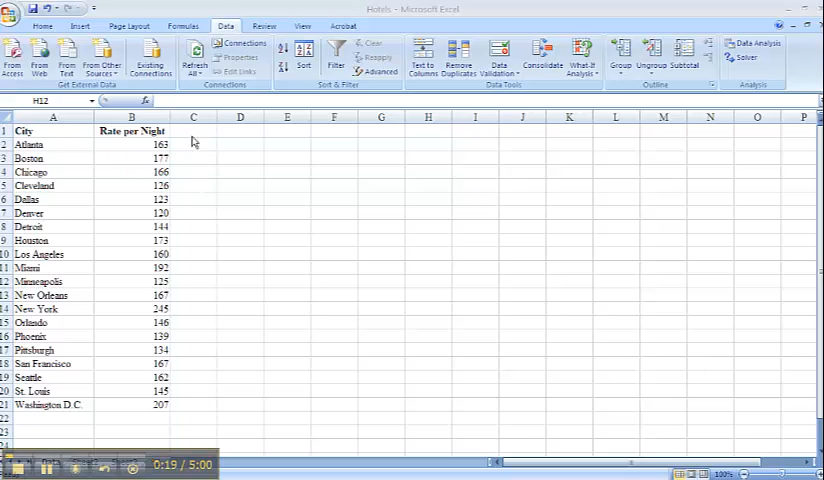 Hotels - Microsoft Excel
Home Insert Page Layout Formulas Data Review View Acrobat
From Access
From Web
From Text
From Other Sources
Existing Connections
Refresh All
Connections
Properties
Edit Links
Sort
Filter
Clear
Reapply
Advanced
Text to Columns
Remove Duplicates
Data Validation
Consolidate
What-If Analysis
Group
Ungroup
Subtotal
Data Analysis
Solver
Get External Data Connections Sort & Filter Data Tools Outline Analysis
H12 fx
A B C D E F G H I J K L M N O P
1 City Rate per Night
2 Atlanta 163
3 Boston 177
4 Chicago 166
5 Cleveland 126
6 Dallas 123
7 Denver 120
8 Detroit 144
9 Houston 173
10 Los Angeles 160
11 Miami 192
12 Minneapolis 125
13 New Orleans 167
14 New York 245
15 Orlando 146
16 Phoenix 139
17 Pittsburgh 134
18 San Francisco 167
19 Seattle 162
20 St. Louis 145
21 Washington D.C. 207
22
23
24
0:19 / 5:00
100%